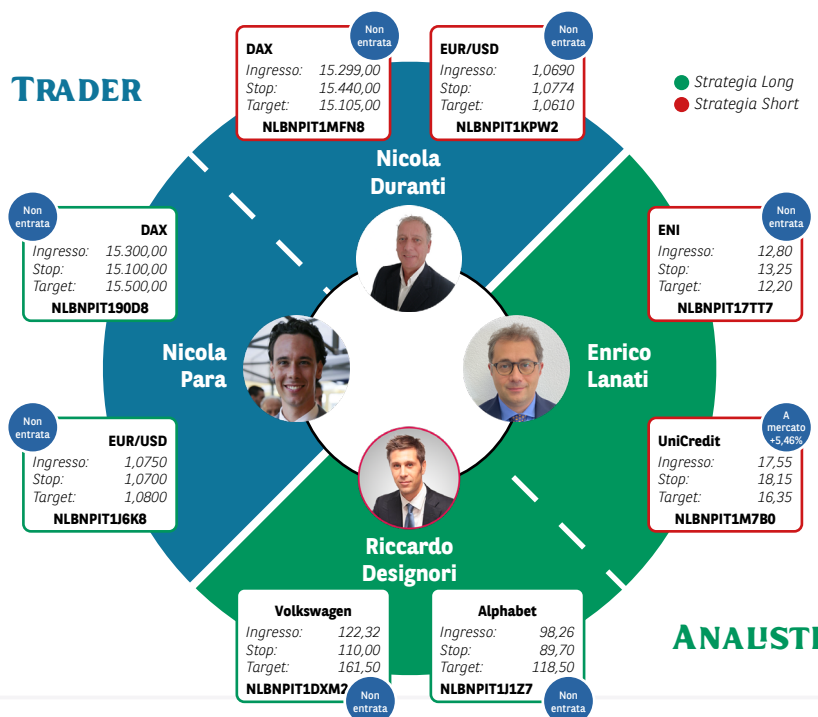 TRADER
Non
entrata
DAX
Ingresso: 15.299,00
Stop: 15.440,00
Target: 15.105,00
NLBNPIT1MFN8
Non
entrata
EUR/USD
Ingresso: 1,0690
Stop: 1,0774
Target: 1,0610
NLBNPIT1KPW2
Strategia Long
Strategia Short
Nicola
Duranti
Non
entrata
DAX
Ingresso: 15.300,00
Stop: 15.100,00
Target: 15.500,00
NLBNPIT190D8
Non
entrata
ENI
Ingresso: 12,80
Stop: 13,25
Target: 12,20
NLBNPIT17TT7
Nicola
Para
Enrico
Lanati
Non
entrata
EUR/USD
Ingresso: 1,0750
Stop: 1,0700
Target: 1,0800
NLBNPIT1J6K8
A
mercato
+5,46%
UniCredit
Ingresso: 17,55
Stop: 18,15
Target: 16,35
NLBNPIT1M7B0
Riccardo
Designori
Volkswagen
Ingresso: 122,32
Stop: 110,00
Target: 161,50
NLBNPIT1DXM2
Non
entrata
Alphabet
Ingresso: 98,26
Stop: 89,70
Target: 118,50
NLBNPIT1J1Z7
Non
entrata
ANALISTI